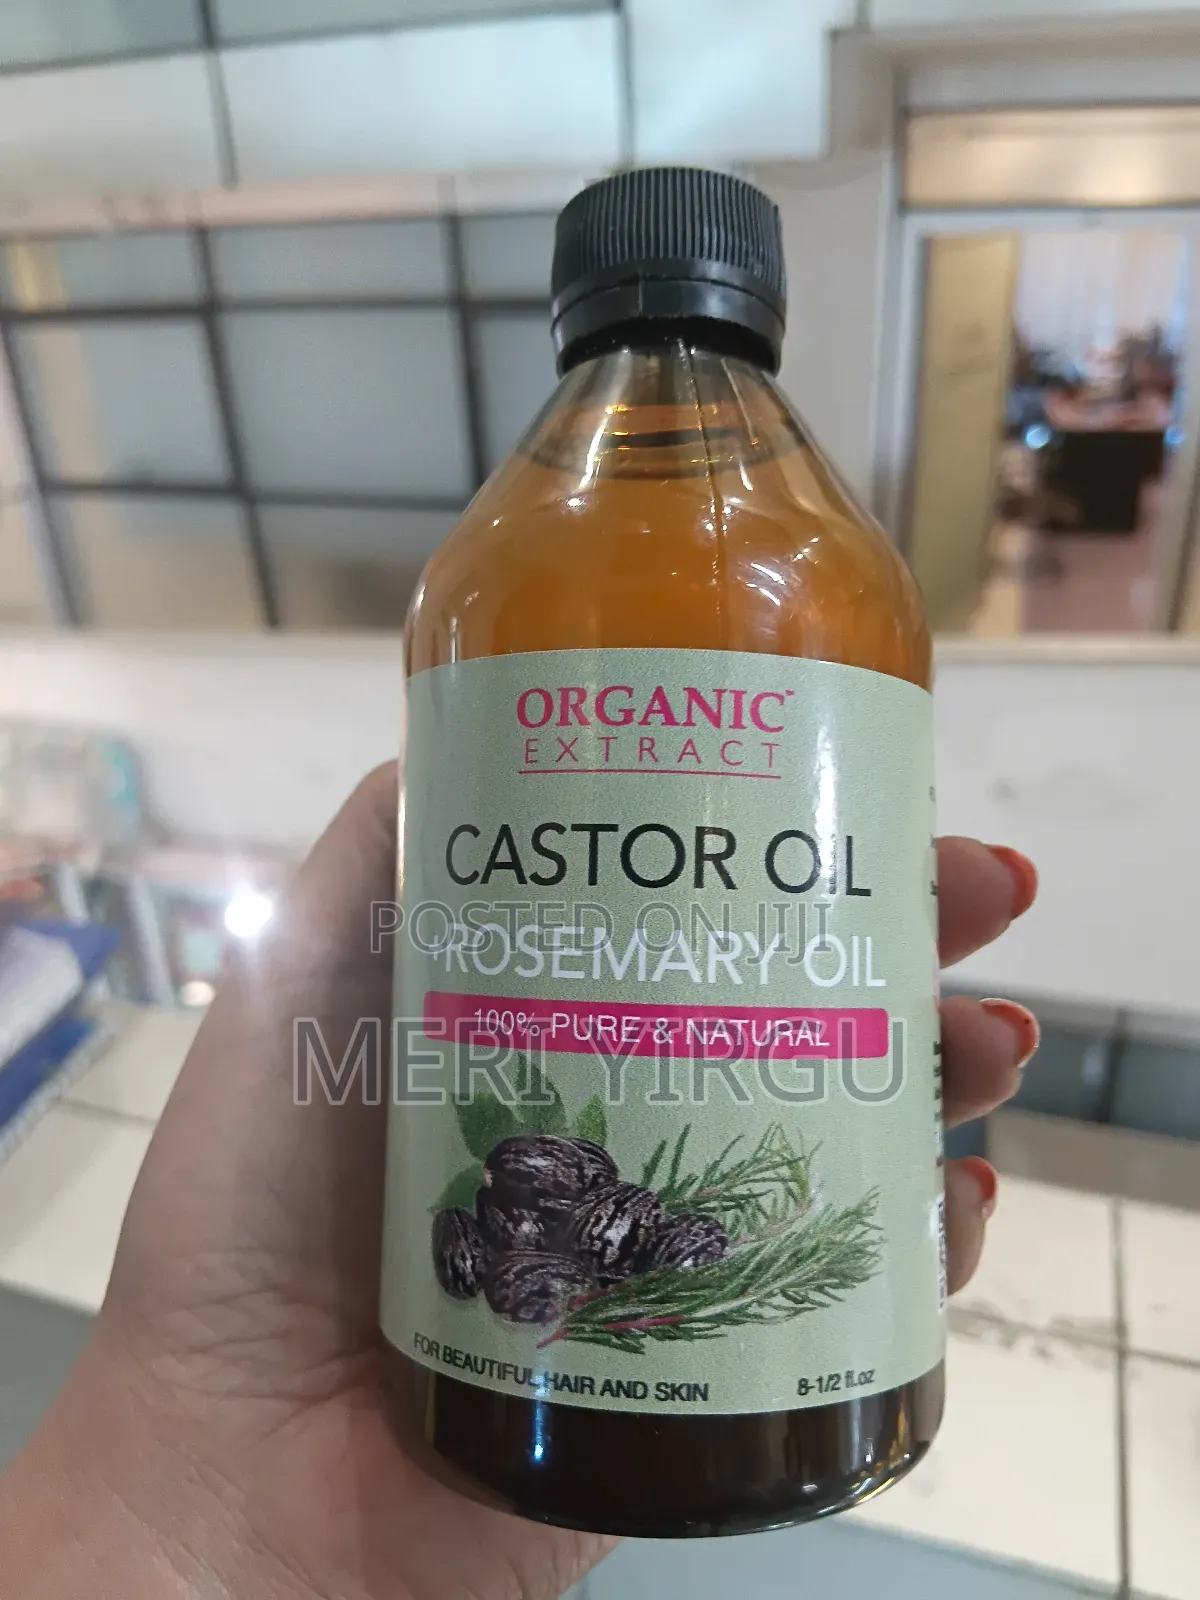 ORGANIC™
EXTRACT
CASTOR OIL
POSTED ON JIJI
+ROSEMARY OIL
100% PURE & NATURAL
MERI YIRGU
FOR BEAUTIFUL HAIR AND SKIN
8-1/2 fl.oz